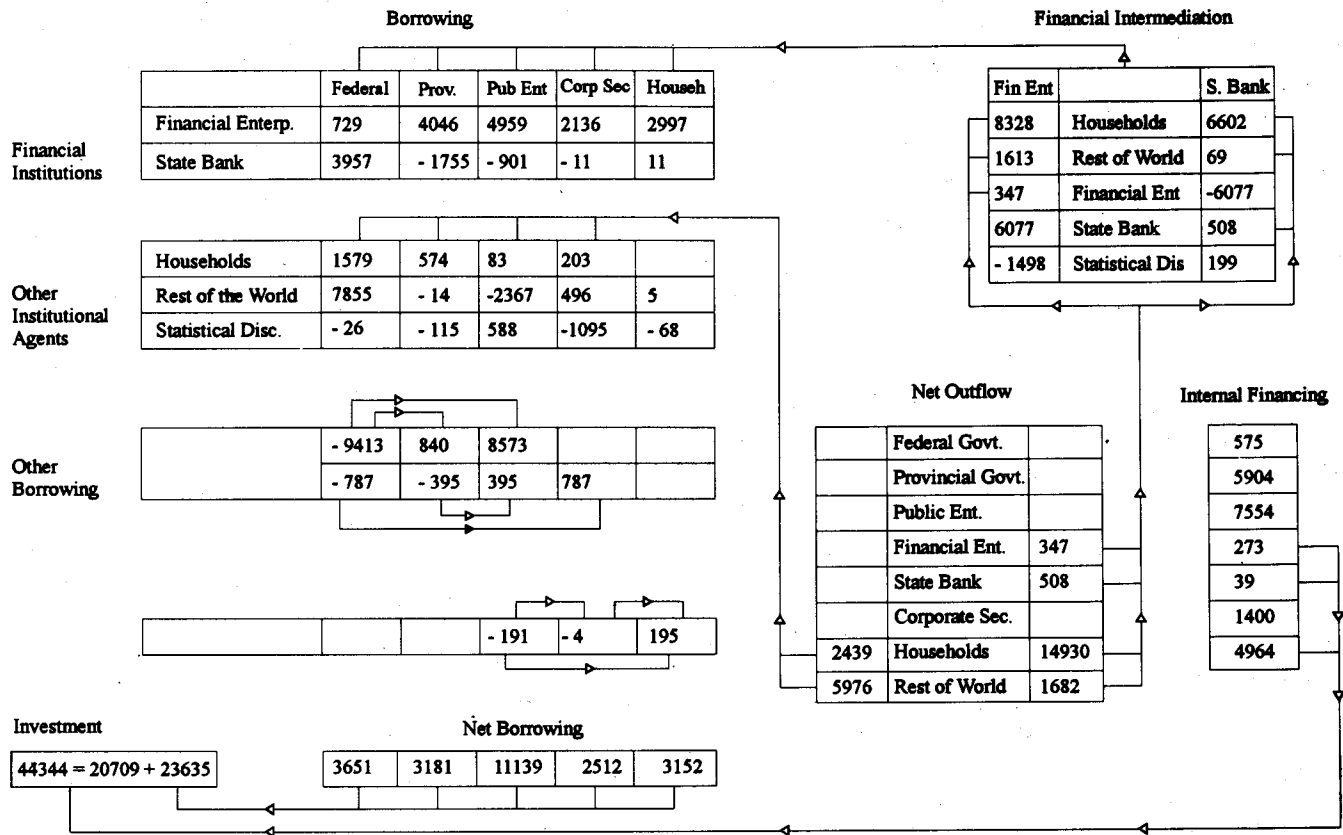 Borrowing
Financial Intermediation
Federal Prov. Pub Ent Corp Sec Househ
Financial Enterp. 729 4046 4959 2136 2997
Financial
Institutions
State Bank 3957 - 1755 - 901 - 11 11
Fin Ent S. Bank
8328 Households 6602
1613 Rest of World 69
347 Financial Ent -6077
6077 State Bank 508
- 1498 Statistical Dis 199
Other
Institutional
Agents
Households 1579 574 83 203
Rest of the World 7855 - 14 -2367 496 5
Statistical Disc. - 26 - 115 588 -1095 - 68
Other
Borrowing
- 9413 840 8573
- 787 - 395 395 787
- 191 - 4 195
Net Outflow
Federal Govt.
Provincial Govt.
Public Ent.
Financial Ent. 347
State Bank 508
Corporate Sec.
2439 Households 14930
5976 Rest of World 1682
Internal Financing
575
5904
7554
273
39
1400
4964
Investment
44344 = 20709 + 23635
Net Borrowing
3651 3181 11139 2512 3152